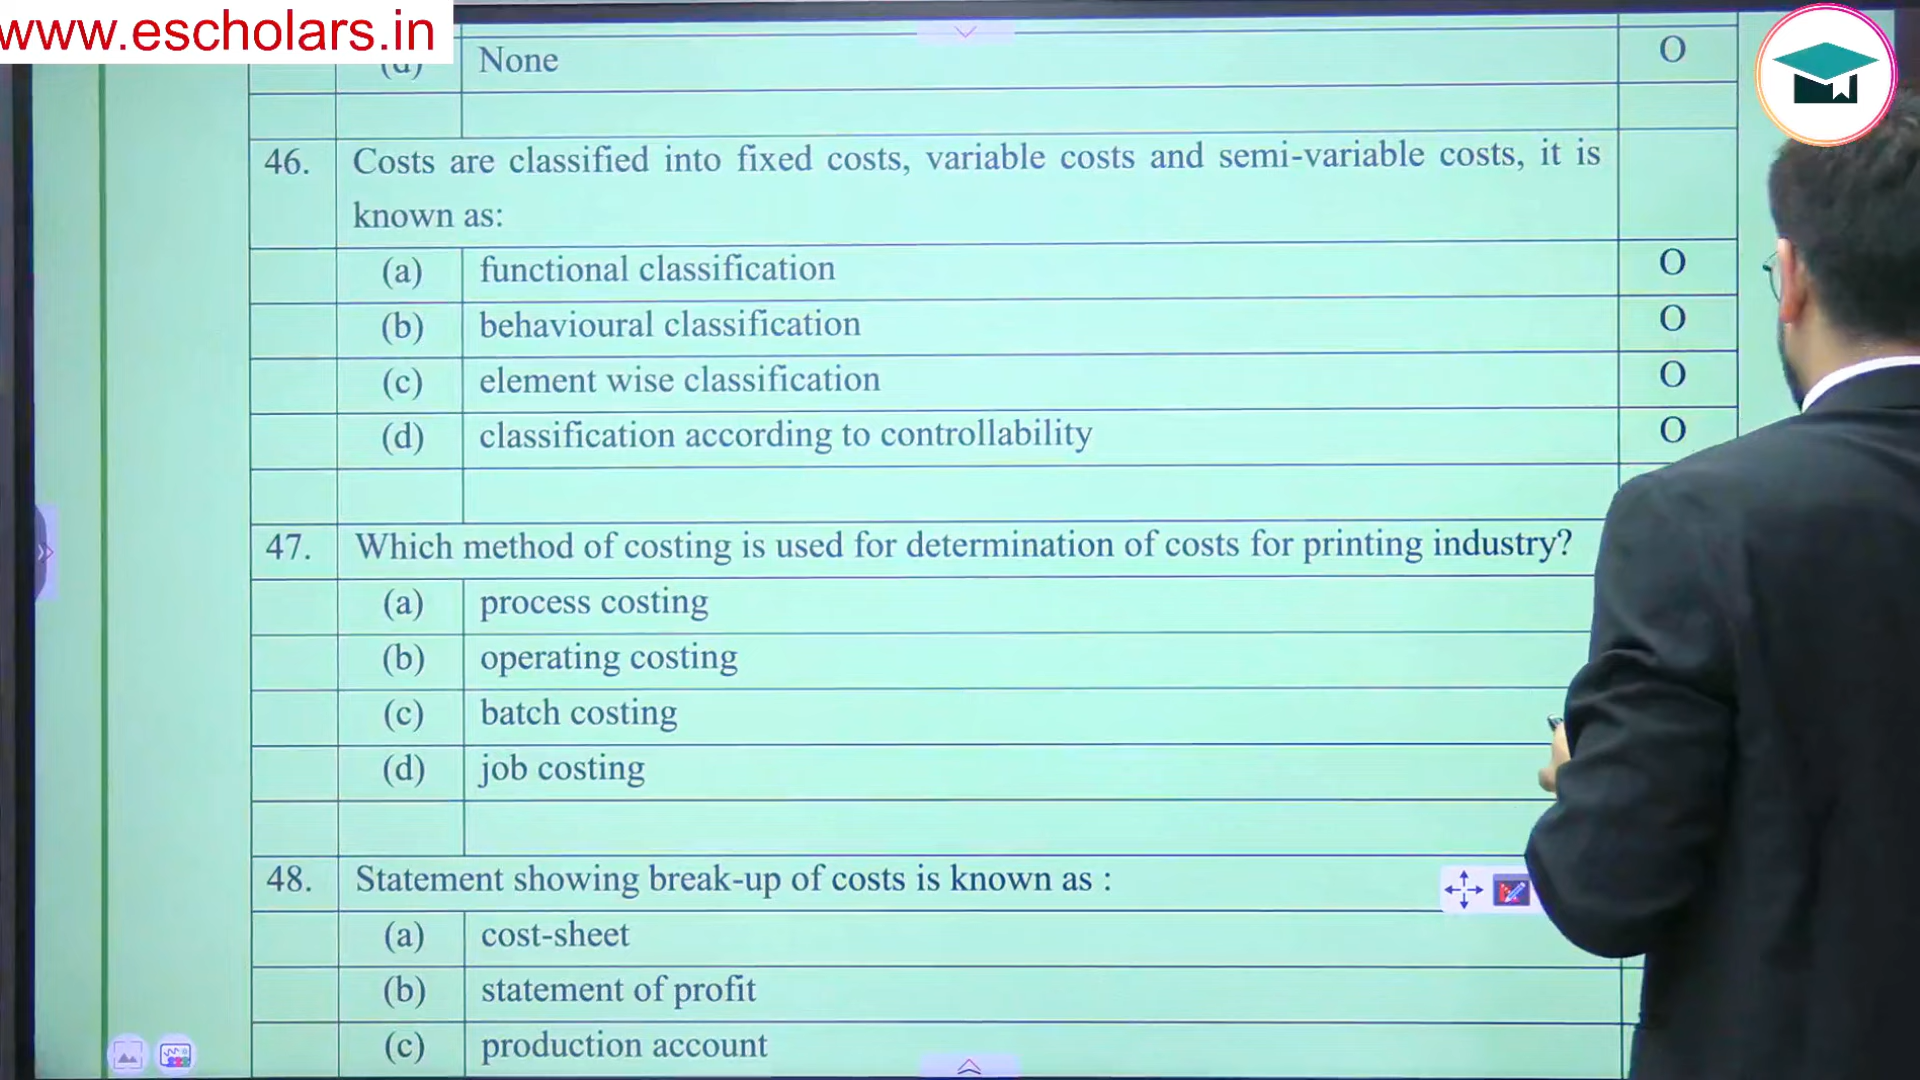 www.escholars.in
(d) None O
46. Costs are classified into fixed costs, variable costs and semi-variable costs, it is
known as:
(a) functional classification O
(b) behavioural classification O
(c) element wise classification O
(d) classification according to controllability O
47. Which method of costing is used for determination of costs for printing industry?
(a) process costing
(b) operating costing
(c) batch costing
(d) job costing
48. Statement showing break-up of costs is known as :
(a) cost-sheet
(b) statement of profit
(c) production account